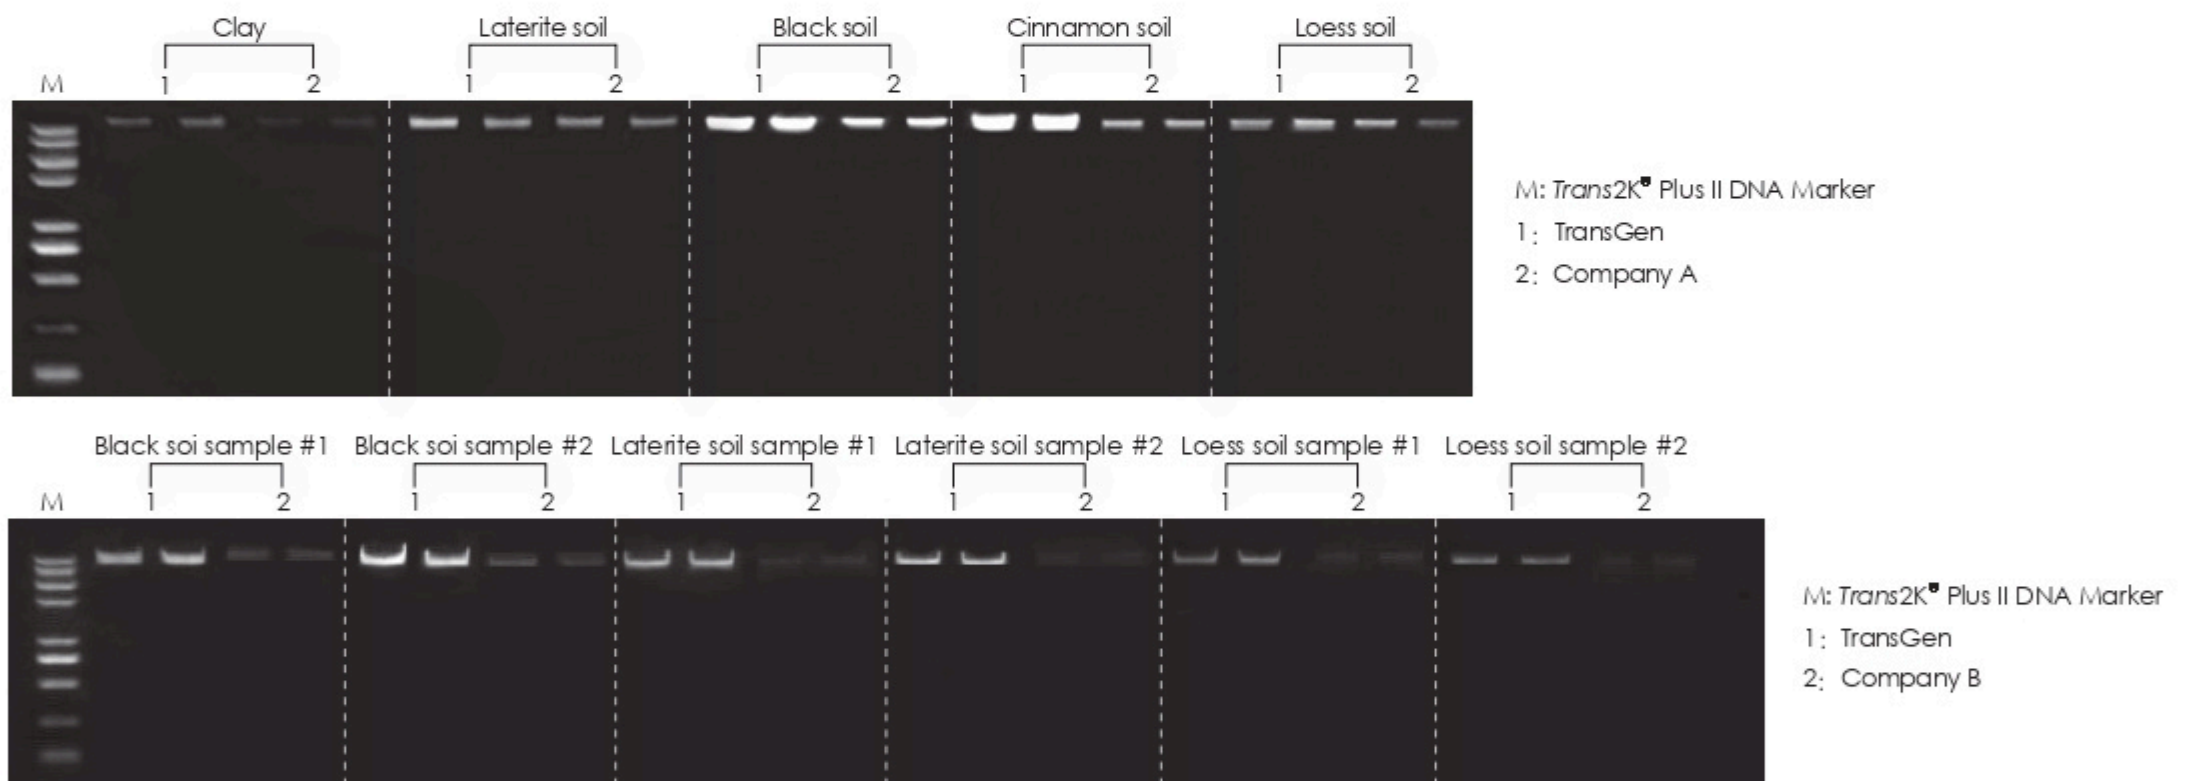 Clay Laterite soil Black soil Cinnamon soil Loess soil
M 1 2 1 2 1 2 1 2 1 2
M: Trans2K® Plus II DNA Marker
1: TransGen
2: Company A
Black soi sample #1 Black soi sample #2 Laterite soil sample #1 Laterite soil sample #2 Loess soil sample #1 Loess soil sample #2
M 1 2 1 2 1 2 1 2 1 2 1 2
M: Trans2K® Plus II DNA Marker
1: TransGen
2: Company B